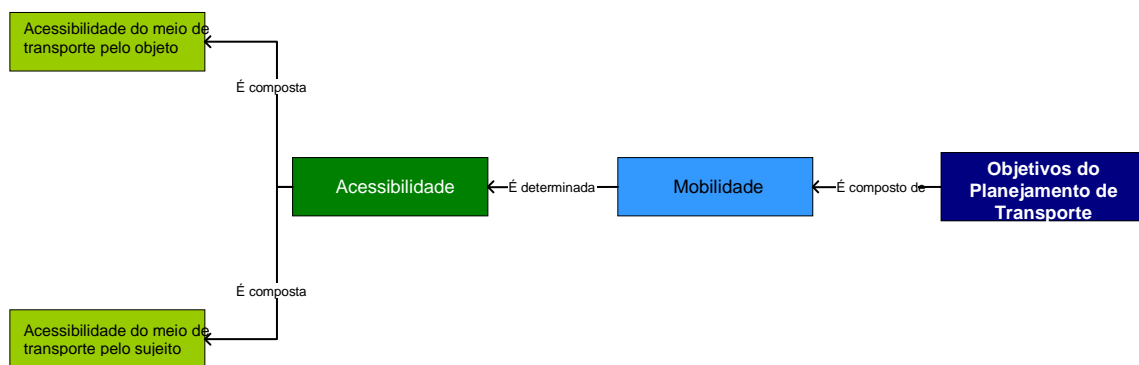 Acessibilidade do meio de
transporte pelo objeto
É composta
Acessibilidade
É determinada
Mobilidade
É composto de
Objetivos do
Planejamento de
Transporte
É composta
Acessibilidade do meio de
transporte pelo sujeito